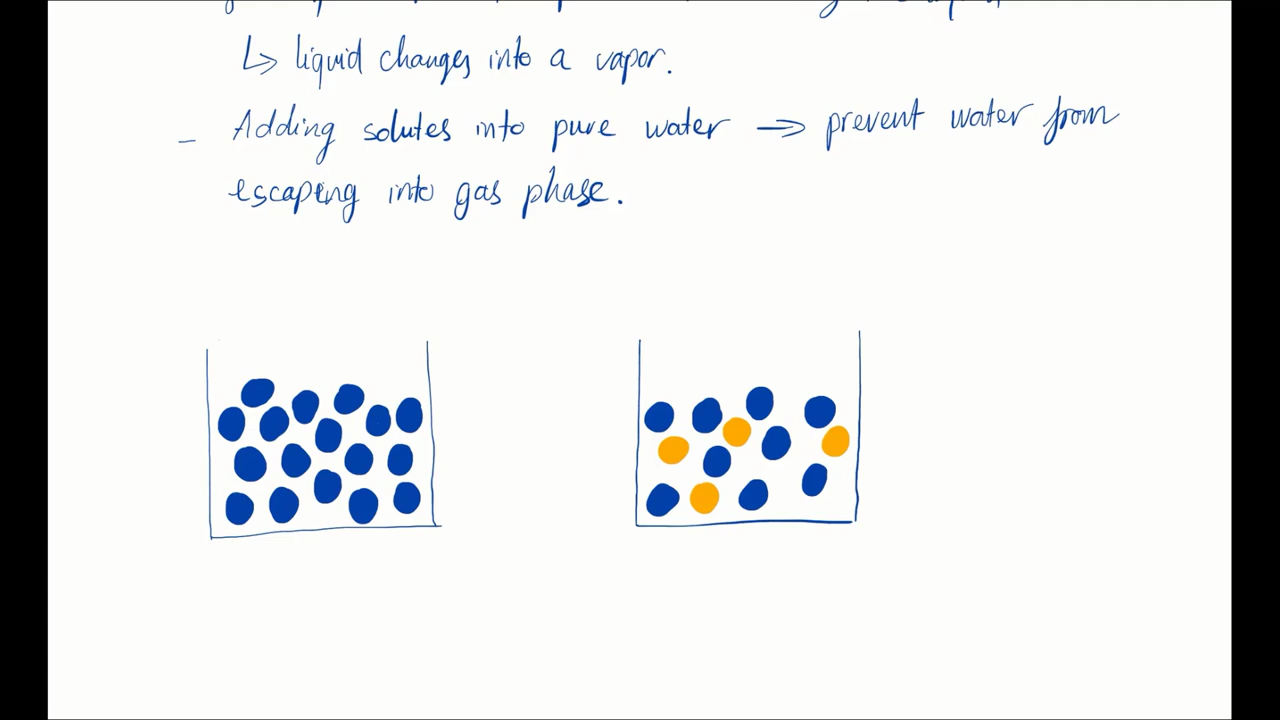 ↳ liquid changes into a vapor.
- Adding solutes into pure water → prevent water from
escaping into gas phase.